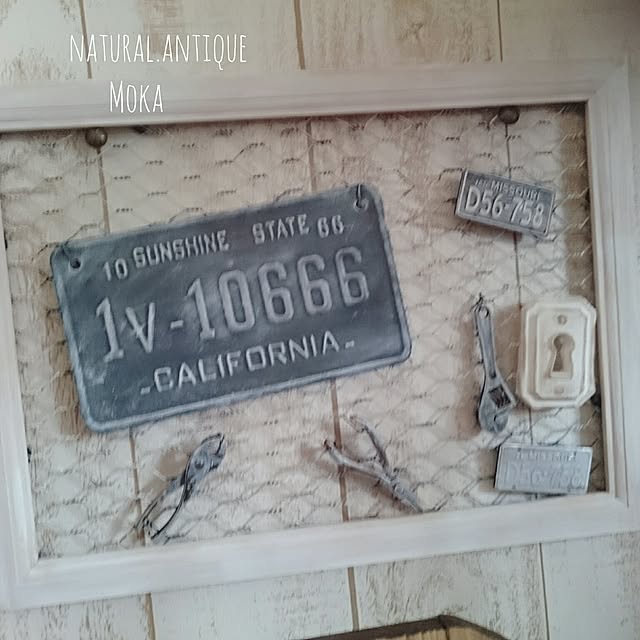 NATURAL.ANTIQUE
MOKA
10 SUNSHINE STATE 66
1V-10666
-CALIFORNIA-
MISSOURI
D56-758